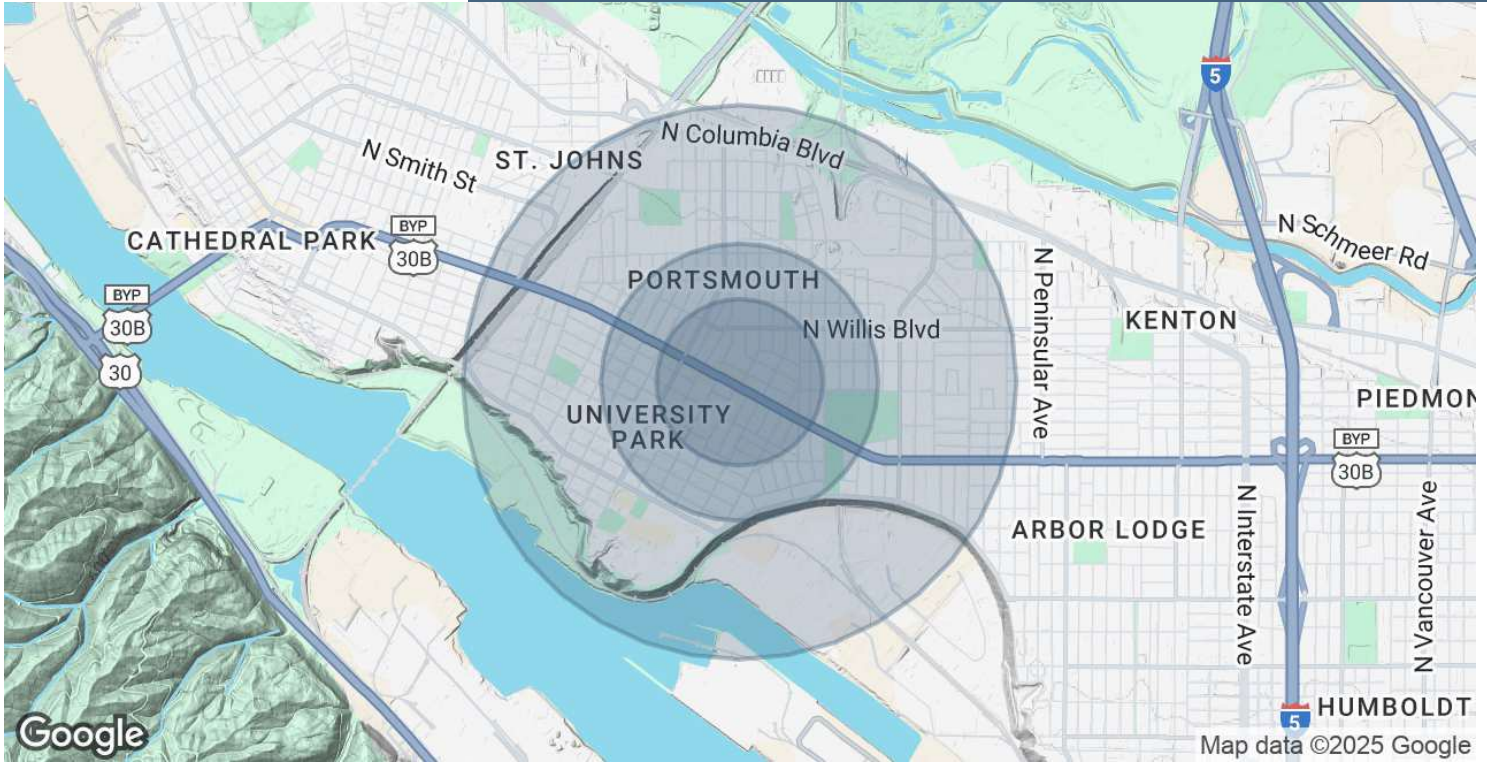 5
N Columbia Blvd
ST. JOHNS
N Smith St
BYP
30B
CATHEDRAL PARK
N Schmeer Rd
PORTSMOUTH
N Peninsular Ave
BYP
30B
30
N Willis Blvd
KENTON
PIEDMON
UNIVERSITY
PARK
BYP
30B
N Interstate Ave
N Vancouver Ave
ARBOR LODGE
5
HUMBOLDT
Google
Map data ©2025 Google